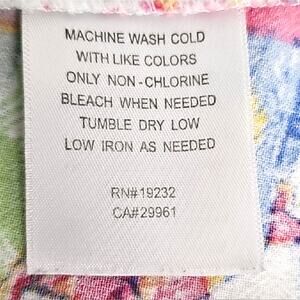 MACHINE WASH COLD
WITH LIKE COLORS
ONLY NON-CHLORINE
BLEACH WHEN NEEDED
TUMBLE DRY LOW
LOW IRON AS NEEDED
RN#19232
CA#29961